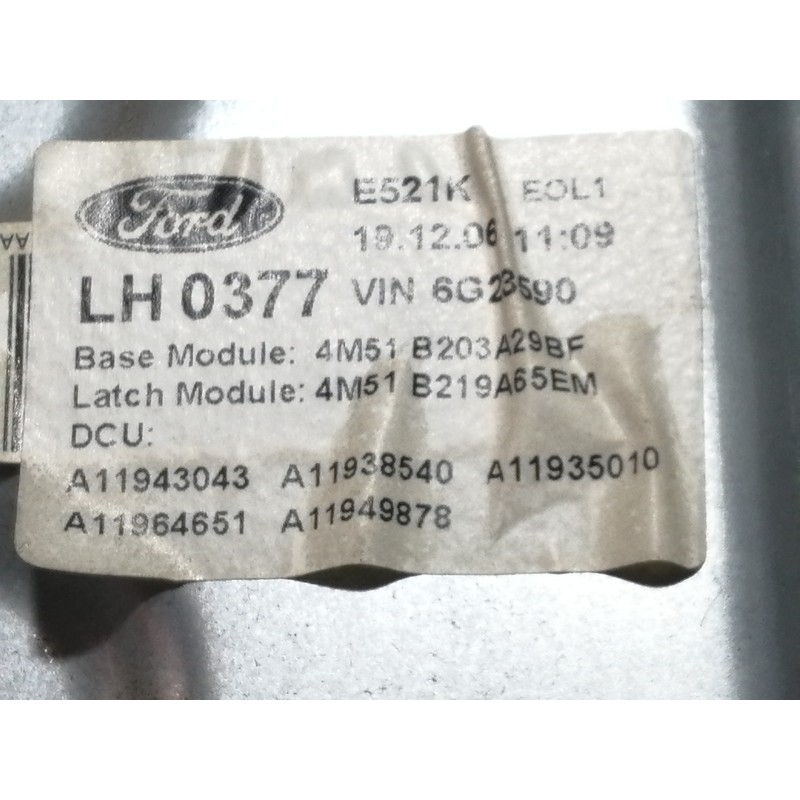 Ford
E521K EOL1
19.12.06 11:09
LH 0377 VIN 6G23590
Base Module: 4M51 B203A29BF
Latch Module: 4M51 B219A65EM
DCU:
A11943043 A11938540 A11935010
A11964651 A11949878
AA